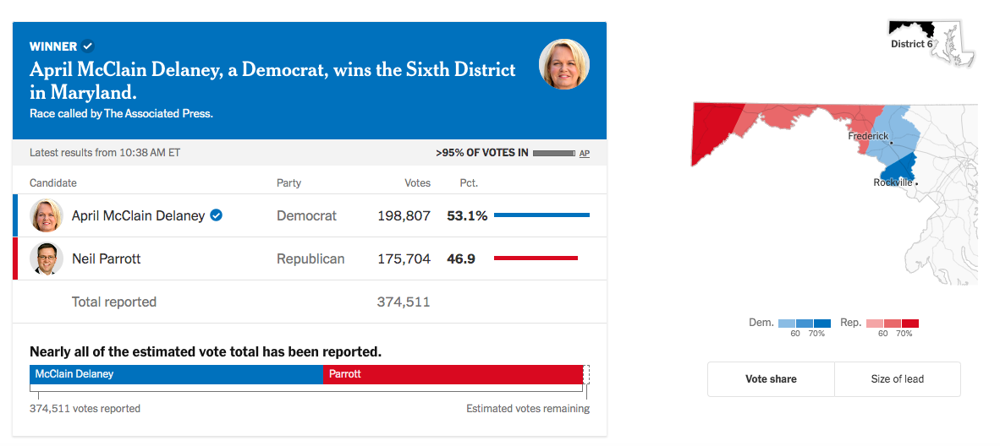 WINNER
April McClain Delaney, a Democrat, wins the Sixth District
in Maryland.
Race called by The Associated Press.
Latest results from 10:38 AM ET
>95% OF VOTES IN AP
Candidate Party Votes Pct.
April McClain Delaney Democrat 198,807 53.1%
Neil Parrott Republican 175,704 46.9
Total reported 374,511
Nearly all of the estimated vote total has been reported.
McClain Delaney Parrott
374,511 votes reported Estimated votes remaining
District 6
Frederick
Rockville
Dem. Rep.
60 70% 60 70%
Vote share Size of lead